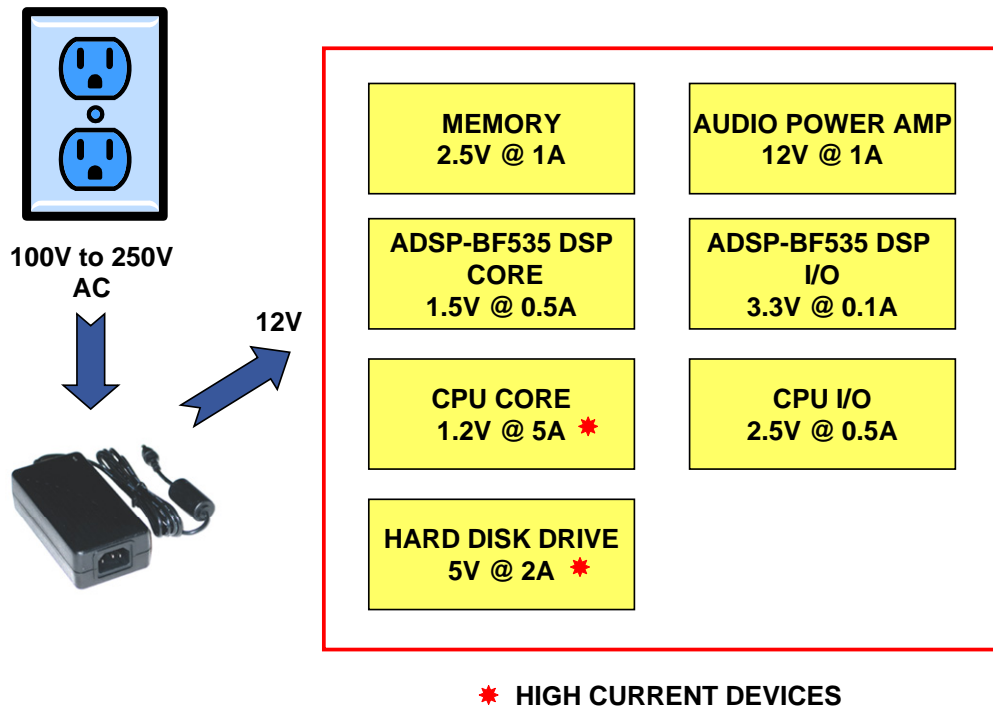 100V to 250V
AC
12V
MEMORY
2.5V @ 1A
AUDIO POWER AMP
12V @ 1A
ADSP-BF535 DSP
CORE
1.5V @ 0.5A
ADSP-BF535 DSP
I/O
3.3V @ 0.1A
CPU CORE
1.2V @ 5A
CPU I/O
2.5V @ 0.5A
HARD DISK DRIVE
5V @ 2A
HIGH CURRENT DEVICES